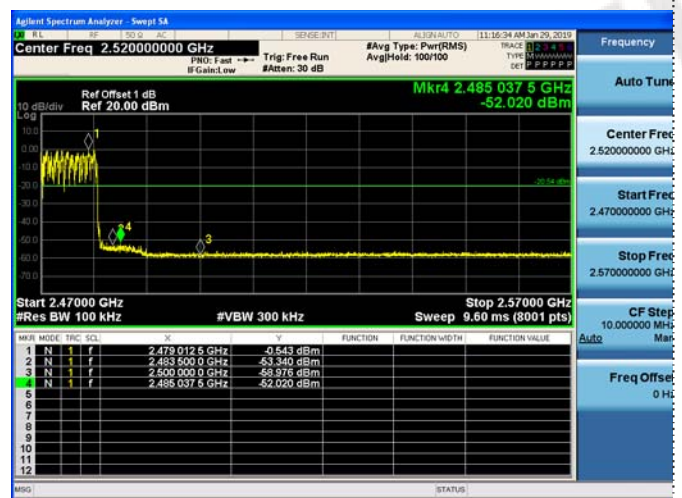 Agilent Spectrum Analyzer - Swept SA
RL RF 50 Ω AC SENSE:INT ALIGN AUTO 11:16:34 AM Jan 29, 2019
Center Freq 2.520000000 GHz
PNO: Fast
IFGain:Low
Trig: Free Run
#Atten: 30 dB
#Avg Type: Pwr(RMS)
Avg|Hold: 100/100
TRACE 1 2 3 4 5 6
TYPE M WWWWW
DET P P P P P P
Ref Offset 1 dB
10 dB/div Ref 20.00 dBm
Log
Mkr4 2.485 037 5 GHz
-52.020 dBm
10.0
0.00
-10.0
-20.0
-30.0
-40.0
-50.0
-60.0
-70.0
1
2 4
3
-20.54 dBm
Start 2.47000 GHz Stop 2.57000 GHz
#Res BW 100 kHz #VBW 300 kHz Sweep 9.60 ms (8001 pts)
MKR MODE TRC SCL X Y FUNCTION FUNCTION WIDTH FUNCTION VALUE
1 N 1 f 2.479 012 5 GHz -0.543 dBm
2 N 1 f 2.483 500 0 GHz -53.340 dBm
3 N 1 f 2.500 000 0 GHz -58.976 dBm
4 N 1 f 2.485 037 5 GHz -52.020 dBm
5
6
7
8
9
10
11
12
MSG STATUS
Frequency
Auto Tune
Center Freq
2.520000000 GHz
Start Freq
2.470000000 GHz
Stop Freq
2.570000000 GHz
CF Step
10.000000 MHz
Auto Man
Freq Offset
0 Hz